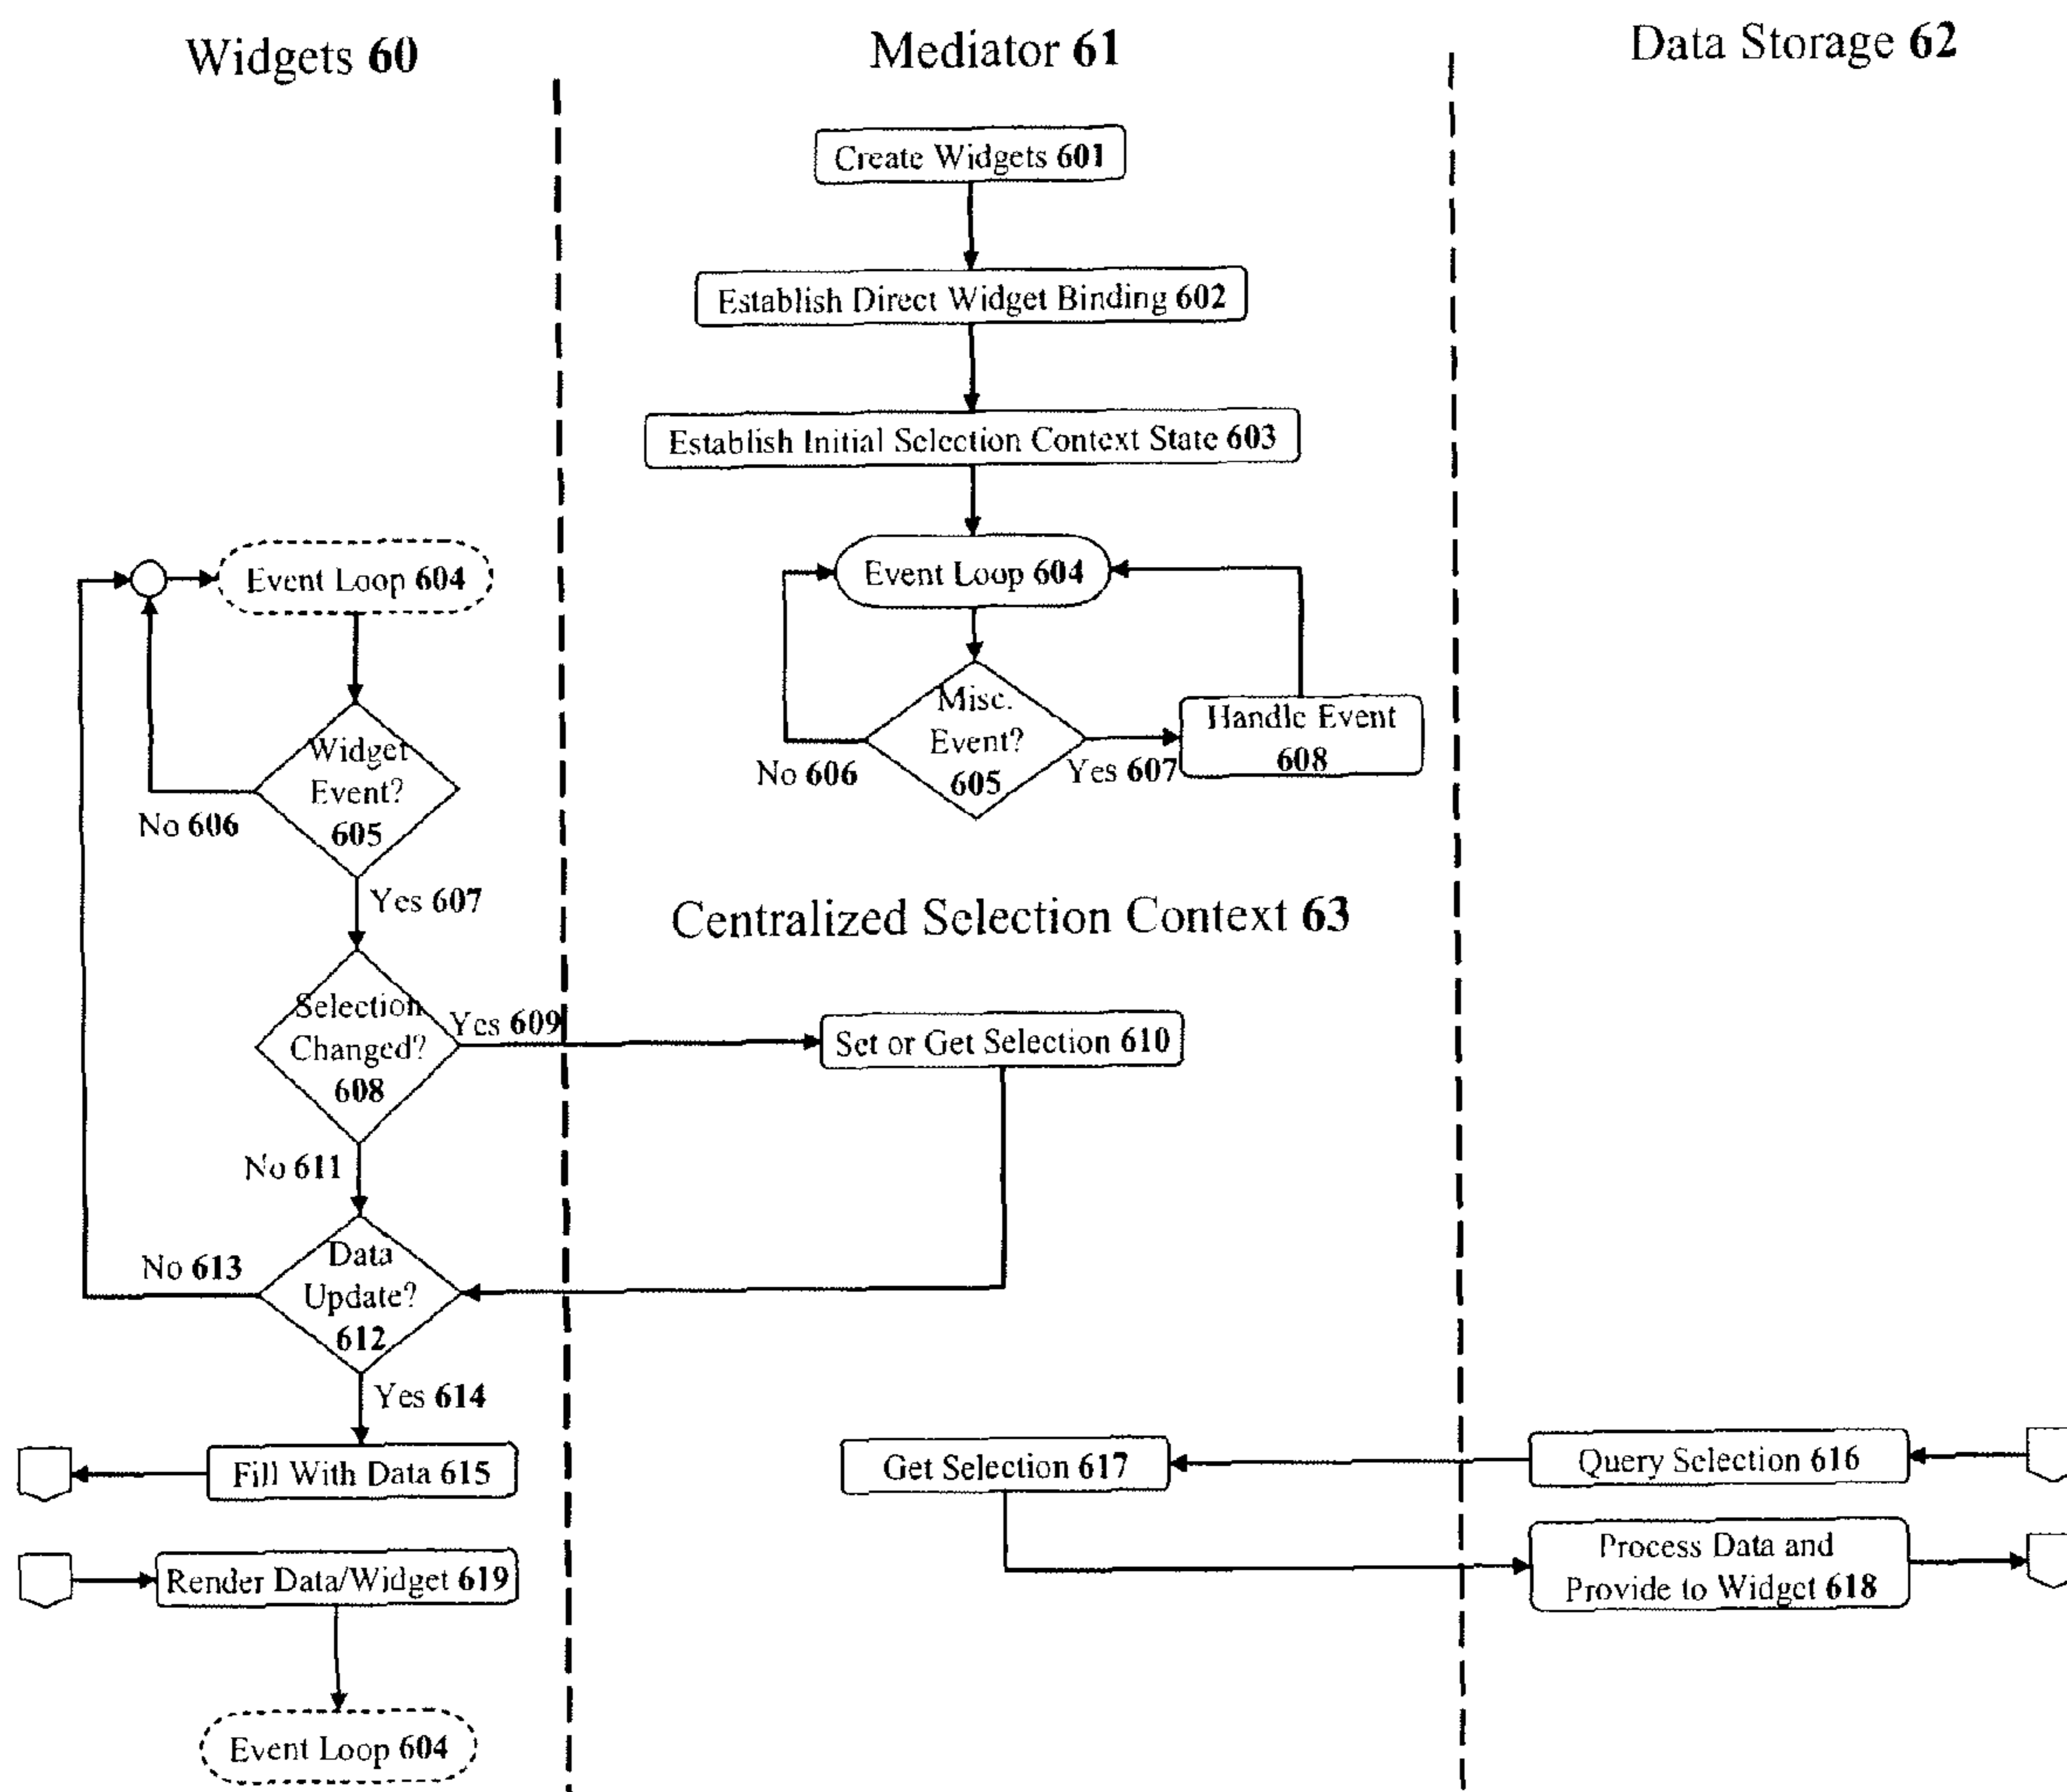 Widgets 60
Mediator 61
Data Storage 62
Create Widgets 601
Establish Direct Widget Binding 602
Establish Initial Selection Context State 603
Event Loop 604
Misc.
Event?
605
No 606
Yes 607
Handle Event
608
Event Loop 604
Widget
Event?
605
No 606
Yes 607
Centralized Selection Context 63
Selection
Changed?
608
Yes 609
Set or Get Selection 610
No 611
Data
Update?
612
No 613
Yes 614
Fill With Data 615
Get Selection 617
Query Selection 616
Process Data and
Provide to Widget 618
Render Data/Widget 619
Event Loop 604